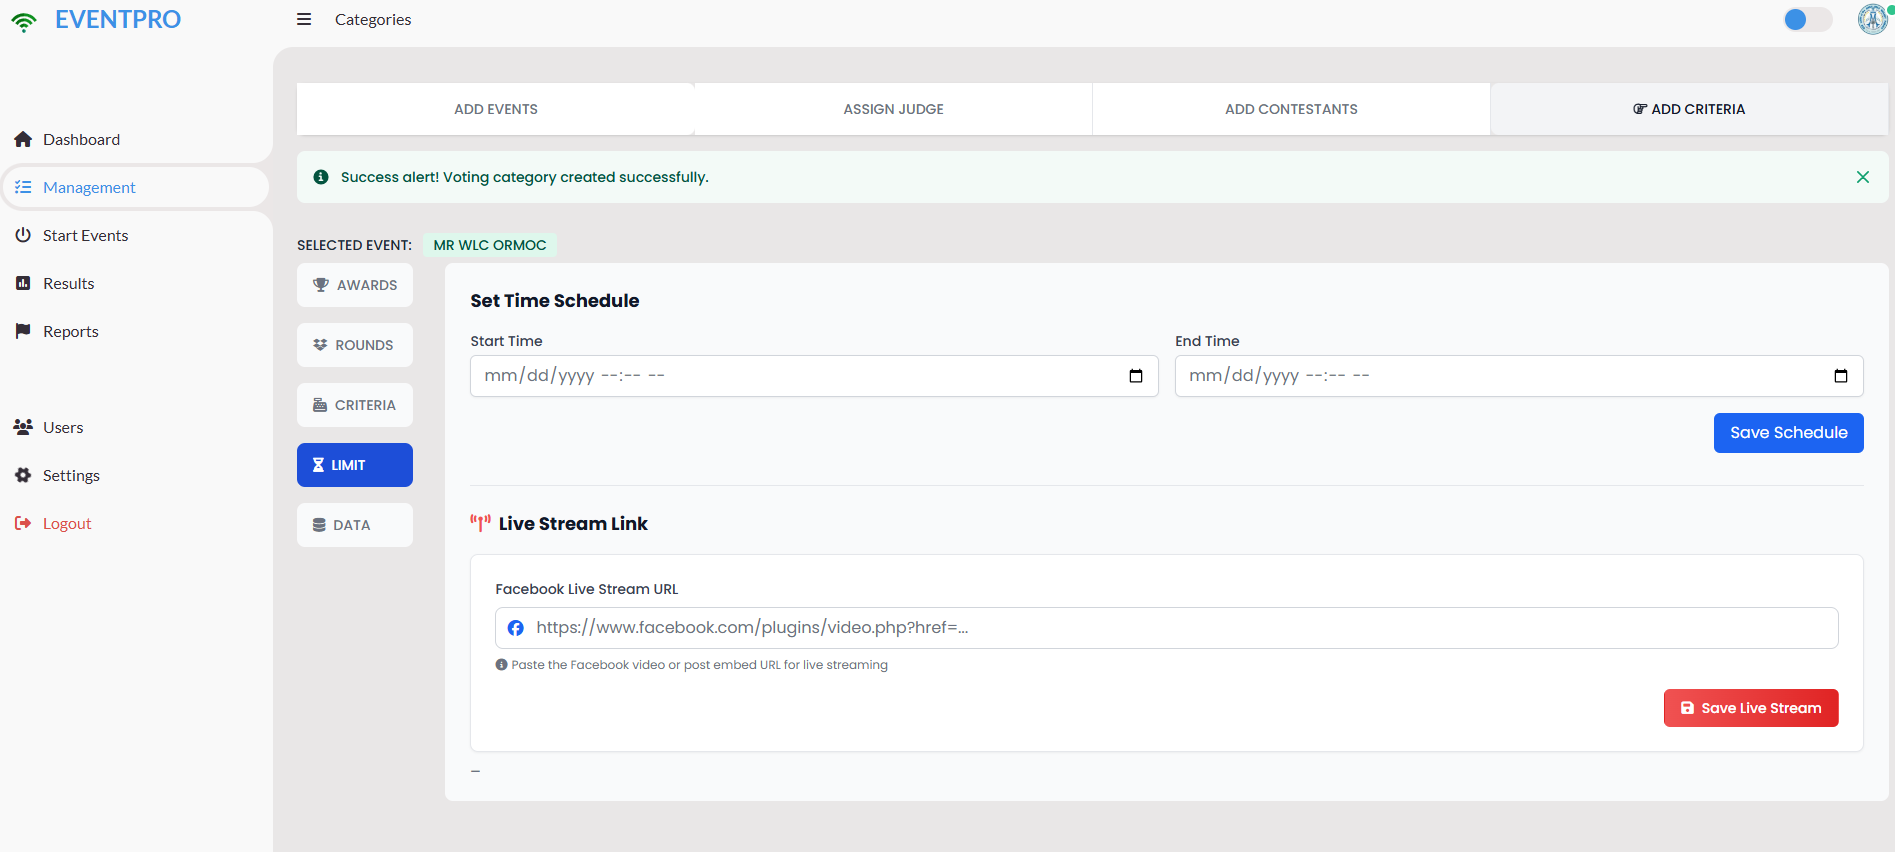 EVENTPRO
Categories
Dashboard
Management
Start Events
Results
Reports
Users
Settings
Logout
ADD EVENTS
ASSIGN JUDGE
ADD CONTESTANTS
ADD CRITERIA
Success alert! Voting category created successfully.
SELECTED EVENT: MR WLC ORMOC
AWARDS
ROUNDS
CRITERIA
LIMIT
DATA
Set Time Schedule
Start Time
mm/dd/yyyy --:-- --
End Time
mm/dd/yyyy --:-- --
Save Schedule
Live Stream Link
Facebook Live Stream URL
https://www.facebook.com/plugins/video.php?href=...
Paste the Facebook video or post embed URL for live streaming
Save Live Stream
–